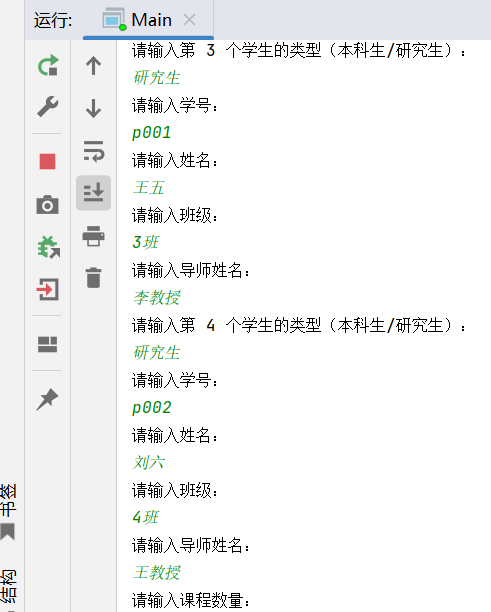 运行: Main
请输入第 3 个学生的类型（本科生/研究生）：
研究生
请输入学号：
p001
请输入姓名：
王五
请输入班级：
3班
请输入导师姓名：
李教授
请输入第 4 个学生的类型（本科生/研究生）：
研究生
请输入学号：
p002
请输入姓名：
刘六
请输入班级：
4班
请输入导师姓名：
王教授
请输入课程数量：
书签
结构